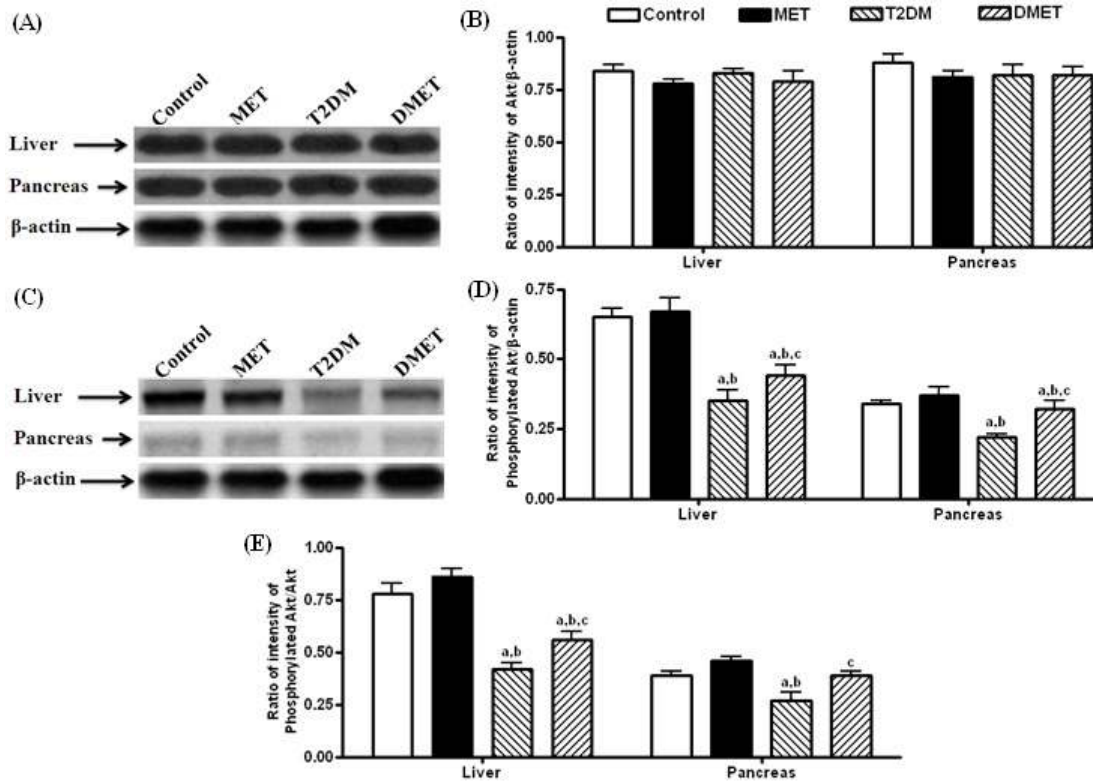 (A)
Control
MET
T2DM
DMET
Liver
Pancreas
β-actin
(B)
Control
MET
T2DM
DMET
Ratio of intensity of Akt/β-actin
1.00
0.75
0.50
0.25
0.00
Liver
Pancreas
(C)
Control
MET
T2DM
DMET
Liver
Pancreas
β-actin
(D)
Ratio of intensity of
Phosphorylated Akt/β-actin
0.75
0.50
0.25
0.00
a,b
a,b,c
a,b
a,b,c
Liver
Pancreas
(E)
Ratio of intensity of
Phosphorylated Akt/Akt
1.00
0.75
0.50
0.25
0.00
a,b
a,b,c
a,b
c
Liver
Pancreas